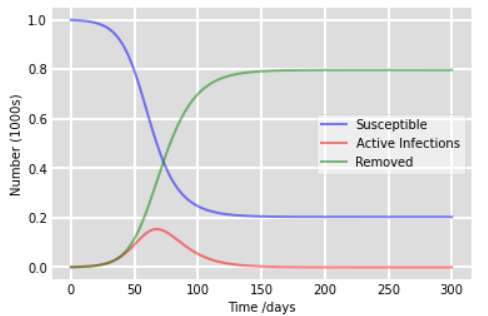 1.0
0.8
0.6
0.4
0.2
0.0
Number (1000s)
Susceptible
Active Infections
Removed
0 50 100 150 200 250 300
Time /days